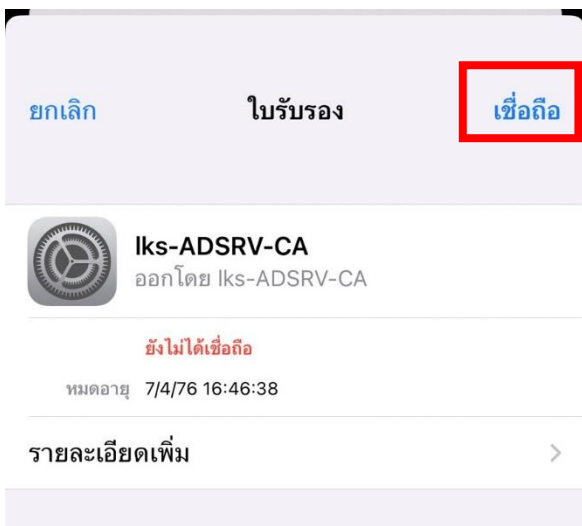 ยกเลิก ใบรับรอง เชื่อถือ
lks-ADSRV-CA
ออกโดย lks-ADSRV-CA
ยังไม่ได้เชื่อถือ
หมดอายุ 7/4/76 16:46:38
รายละเอียดเพิ่ม